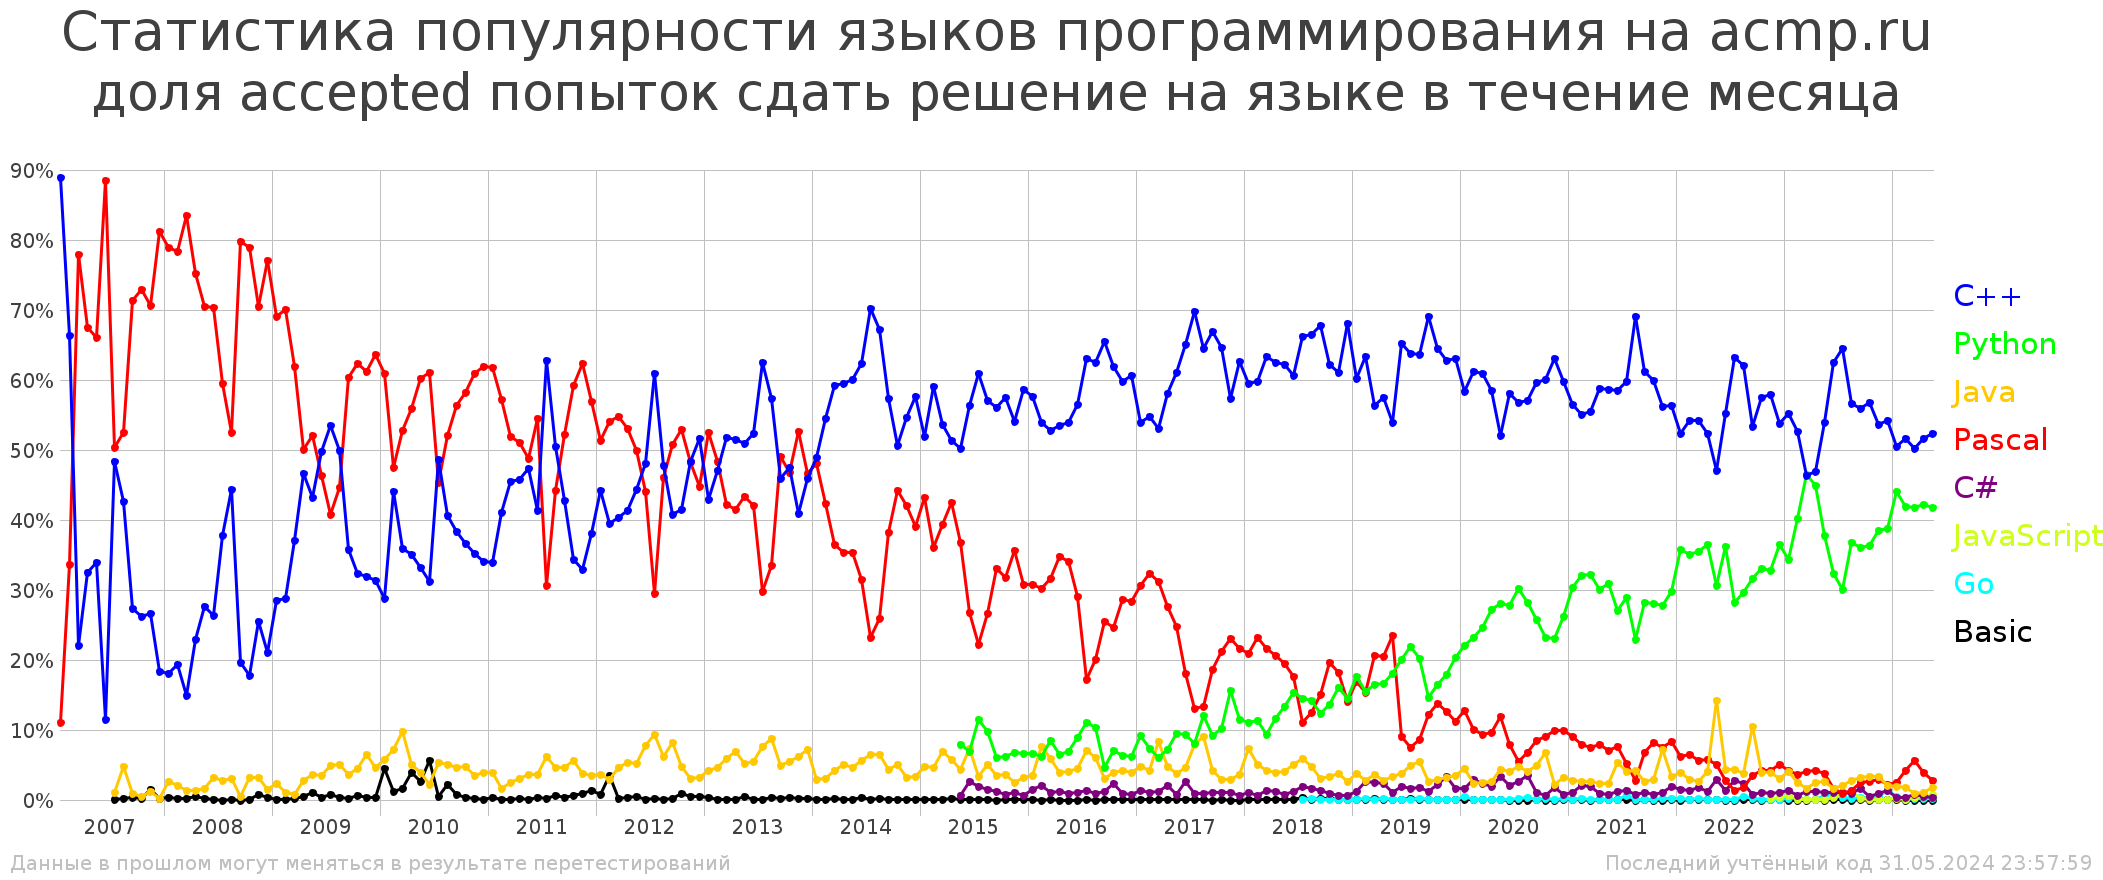 Статистика популярности языков программирования на acmp.ru
доля accepted попыток сдать решение на языке в течение месяца
90%
80%
70%
60%
50%
40%
30%
20%
10%
0%
2007 2008 2009 2010 2011 2012 2013 2014 2015 2016 2017 2018 2019 2020 2021 2022 2023
C++
Python
Java
Pascal
C#
JavaScript
Go
Basic
Данные в прошлом могут меняться в результате перетестирований
Последний учтённый код 31.05.2024 23:57:59